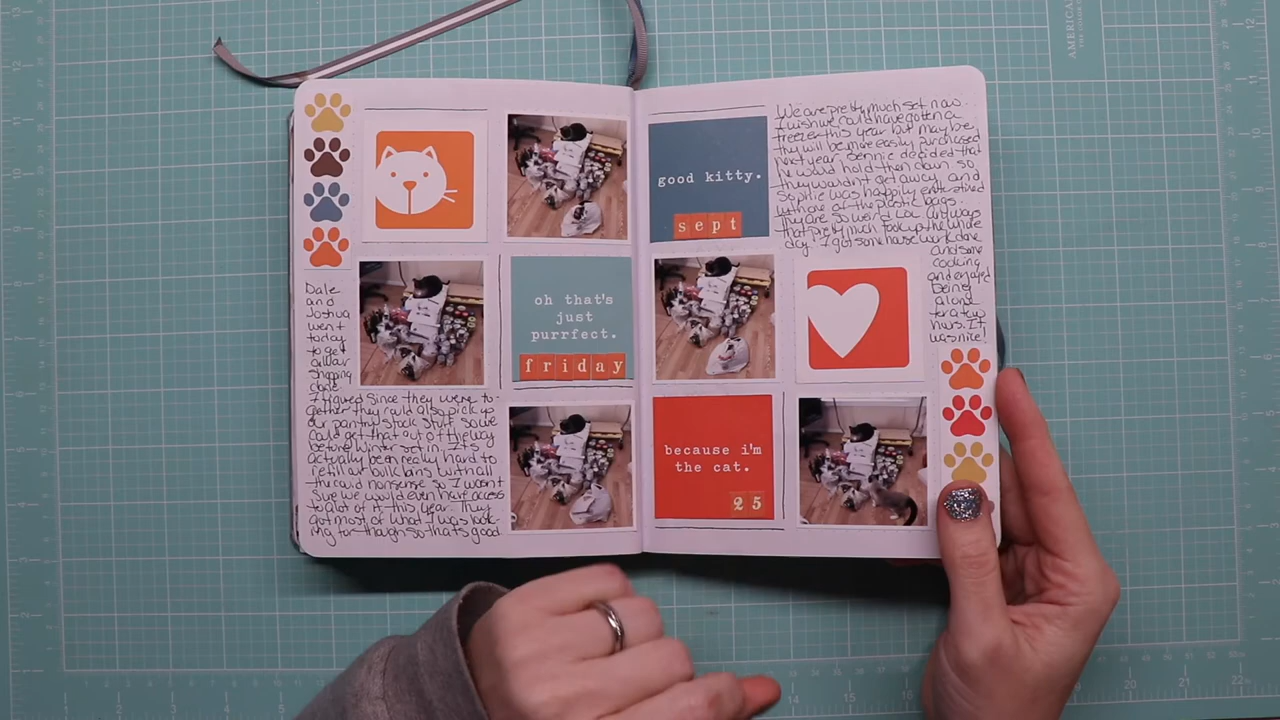 Dale
and
Joshua
went
today
to get
all our
shopping
done.
I figured since they were to-
gether they could also pick up
our pantry stock stuff so we
could get that out of the way
before winter set in. It's
actually been really hard to
refill our bulk bins with all
the covid nonsense so I wasn't
sure we would even have access
to a lot of it this year. They
got most of what I was look-
ing for though so that's good.
oh that's
just
purrfect.
friday
good kitty.
sept
because i'm
the cat.
25
We are pretty much set now.
I wish we could have gotten a
freezer this year but maybe
they will be more easily purchased
next year. Bennie decided that
he would hold them down so
they wouldn't get away and
Sophie was happily entertained
with one of the plastic bags.
They are so weird LOL Anyways
that pretty much took up the whole
day. I got some house work done
and some
cooking
and enjoyed
being
alone
for a few
hours. It
was nice!
AMERICAN